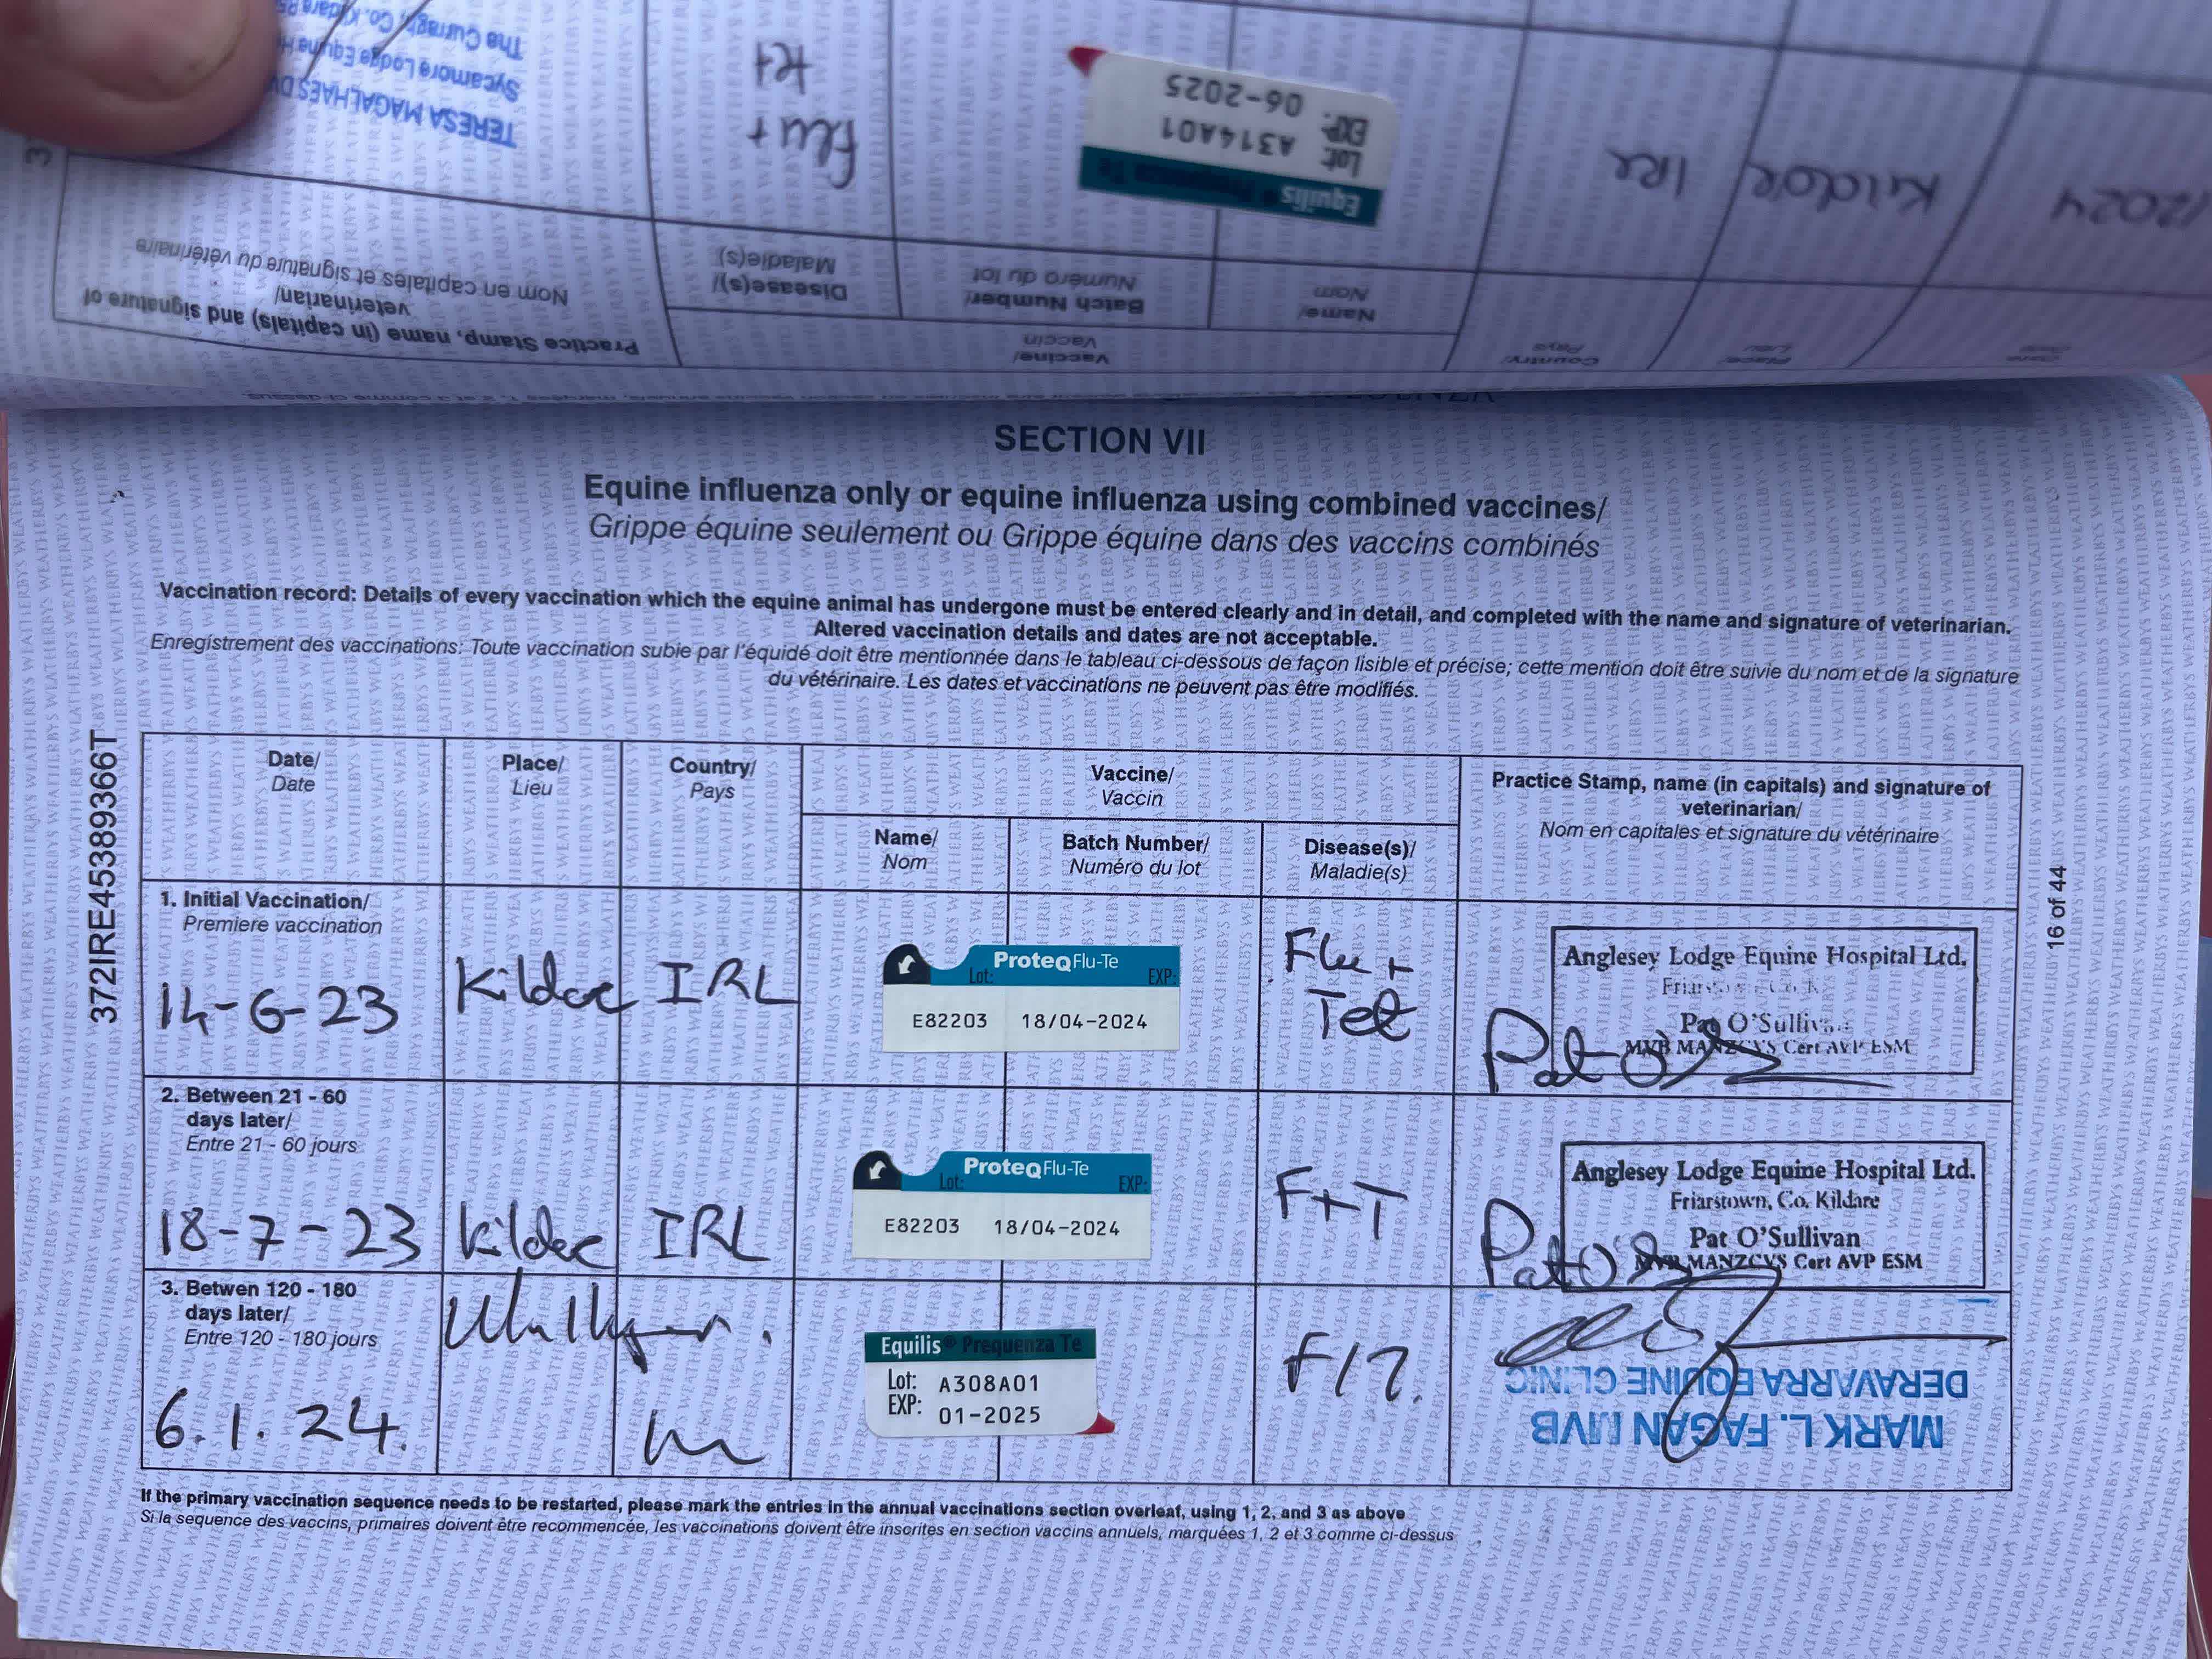 Practice Stamp, name (in capitals) and signature of
veterinarian/
Nom en capitales et signature du vétérinaire
Vaccine/
Vaccin
Disease(s)/
Maladie(s)
Batch Number/
Numéro du lot
Name/
Nom
Country/
Pays
Place/
Lieu
TERESA MAGALHAES
Sycamore Lodge Equine
The Curragh, Co. Kildare
Flu +
tet
Equilis® Prequenza Te
Lot: A314A01
EXP: 06-2025
IRL
Kildare
2024
3
SECTION VII
Equine influenza only or equine influenza using combined vaccines/
Grippe équine seulement ou Grippe équine dans des vaccins combinés
Vaccination record: Details of every vaccination which the equine animal has undergone must be entered clearly and in detail, and completed with the name and signature of veterinarian.
Altered vaccination details and dates are not acceptable.
Enregistrement des vaccinations: Toute vaccination subie par l'équidé doit être mentionnée dans le tableau ci-dessous de façon lisible et précise; cette mention doit être suivie du nom et de la signature
du vétérinaire. Les dates et vaccinations ne peuvent pas être modifiés.
372IRE45389366T
16 of 44
Date/
Date
Place/
Lieu
Country/
Pays
Vaccine/
Vaccin
Practice Stamp, name (in capitals) and signature of
veterinarian/
Nom en capitales et signature du vétérinaire
Name/
Nom
Batch Number/
Numéro du lot
Disease(s)/
Maladie(s)
1. Initial Vaccination/
Premiere vaccination
14-6-23
Kildare
IRL
ProteqFlu-Te
Lot: EXP:
E82203 18/04-2024
Flu +
Tet
Anglesey Lodge Equine Hospital Ltd.
Pat O'Sullivan
MVB MANZCVS Cert AVP ESM
2. Between 21 - 60
days later/
Entre 21 - 60 jours
18-7-23
Kildare
IRL
ProteqFlu-Te
Lot: EXP:
E82203 18/04-2024
F+T
Anglesey Lodge Equine Hospital Ltd.
Friarstown, Co. Kildare
Pat O'Sullivan
MVB MANZCVS Cert AVP ESM
3. Betwen 120 - 180
days later/
Entre 120 - 180 jours
6.1.24.
Equilis® Prequenza Te
Lot: A308A01
EXP: 01-2025
F/T.
MARK L. FAGAN MVB
DERAVARRA EQUINE CLINIC
If the primary vaccination sequence needs to be restarted, please mark the entries in the annual vaccinations section overleaf, using 1, 2, and 3 as above
Si la sequence des vaccins, primaires doivent être recommencée, les vaccinations doivent être inscrites en section vaccins annuels, marquées 1, 2 et 3 comme ci-dessus